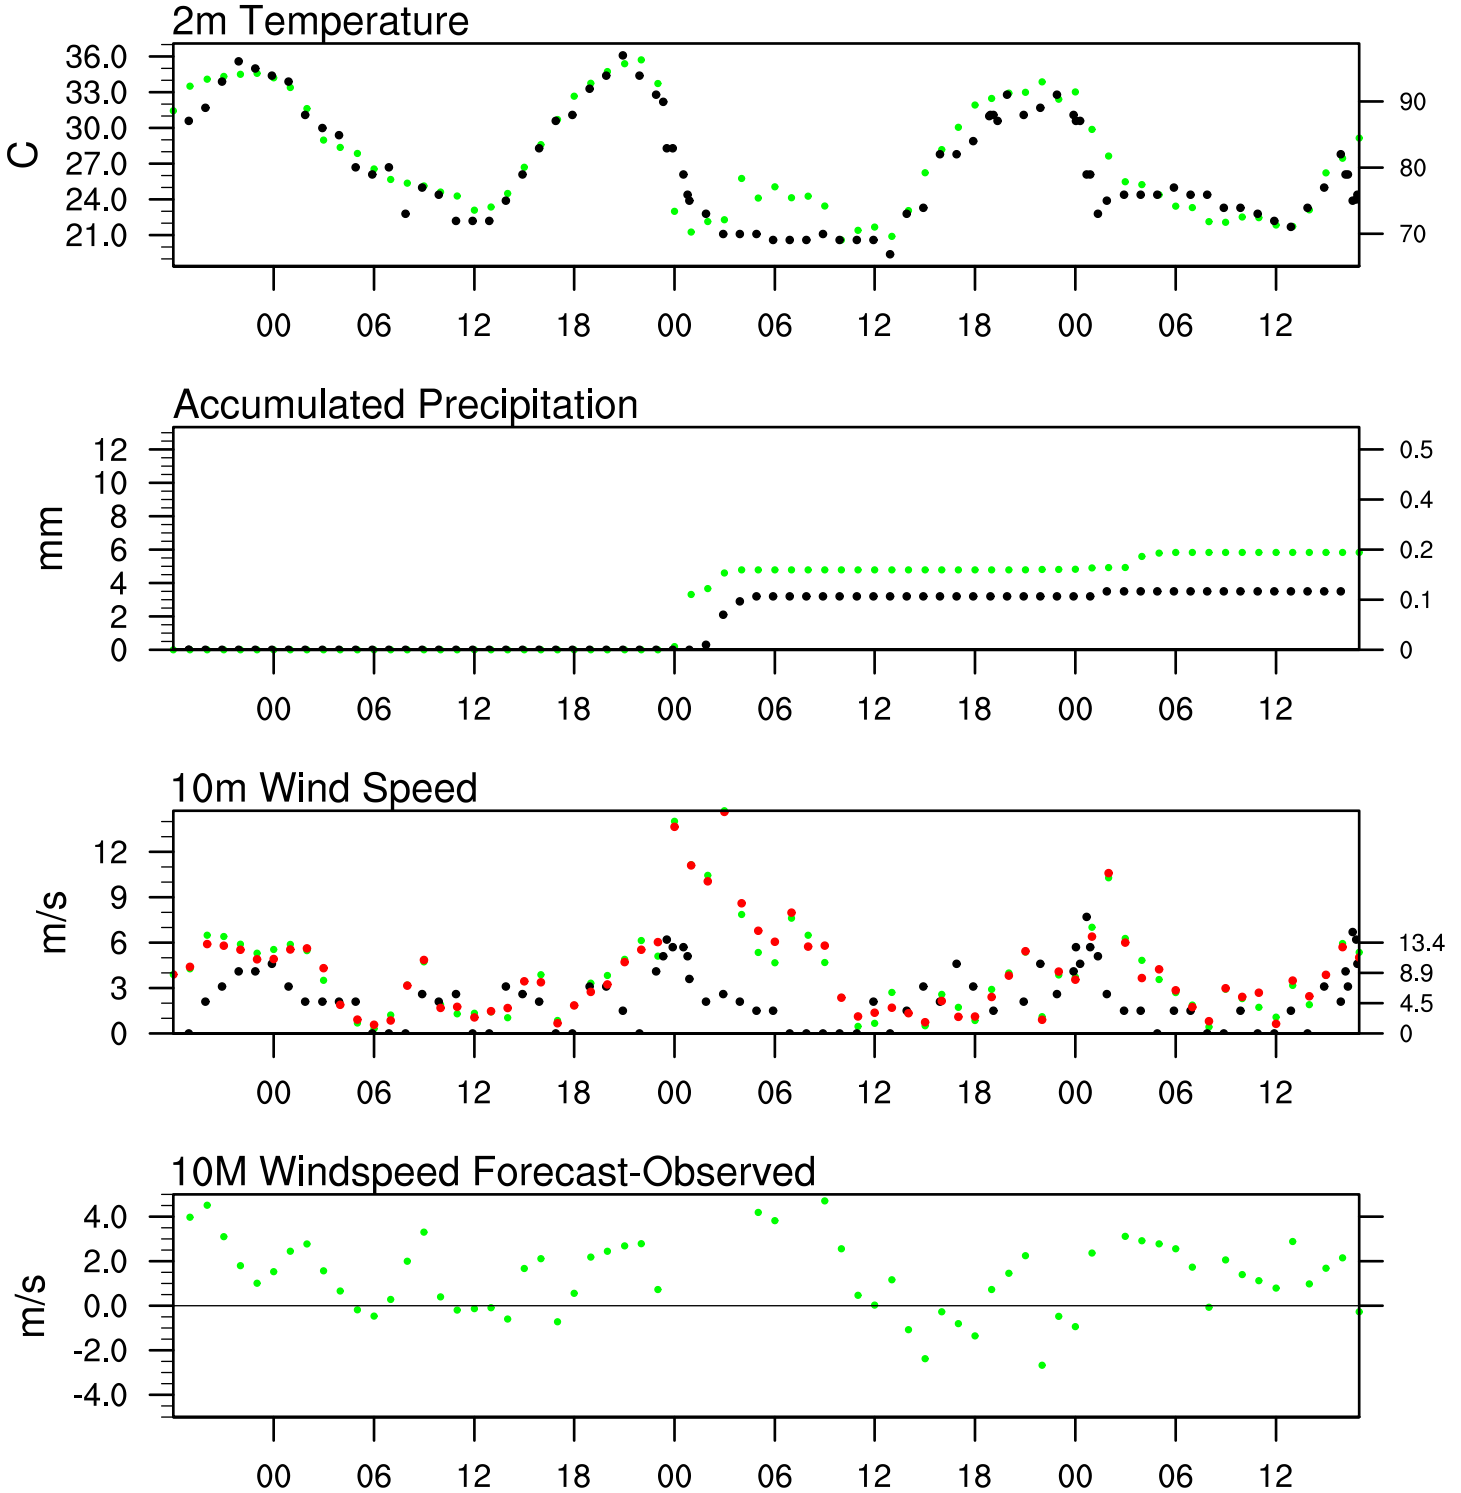 2m Temperature
36.0
33.0
30.0
27.0
24.0
21.0
C
90
80
70
00 06 12 18 00 06 12 18 00 06 12
Accumulated Precipitation
12
10
8
6
4
2
0
mm
0.5
0.4
0.2
0.1
0
00 06 12 18 00 06 12 18 00 06 12
10m Wind Speed
12
9
6
3
0
m/s
13.4
8.9
4.5
0
00 06 12 18 00 06 12 18 00 06 12
10M Windspeed Forecast-Observed
4.0
2.0
0.0
-2.0
-4.0
m/s
00 06 12 18 00 06 12 18 00 06 12